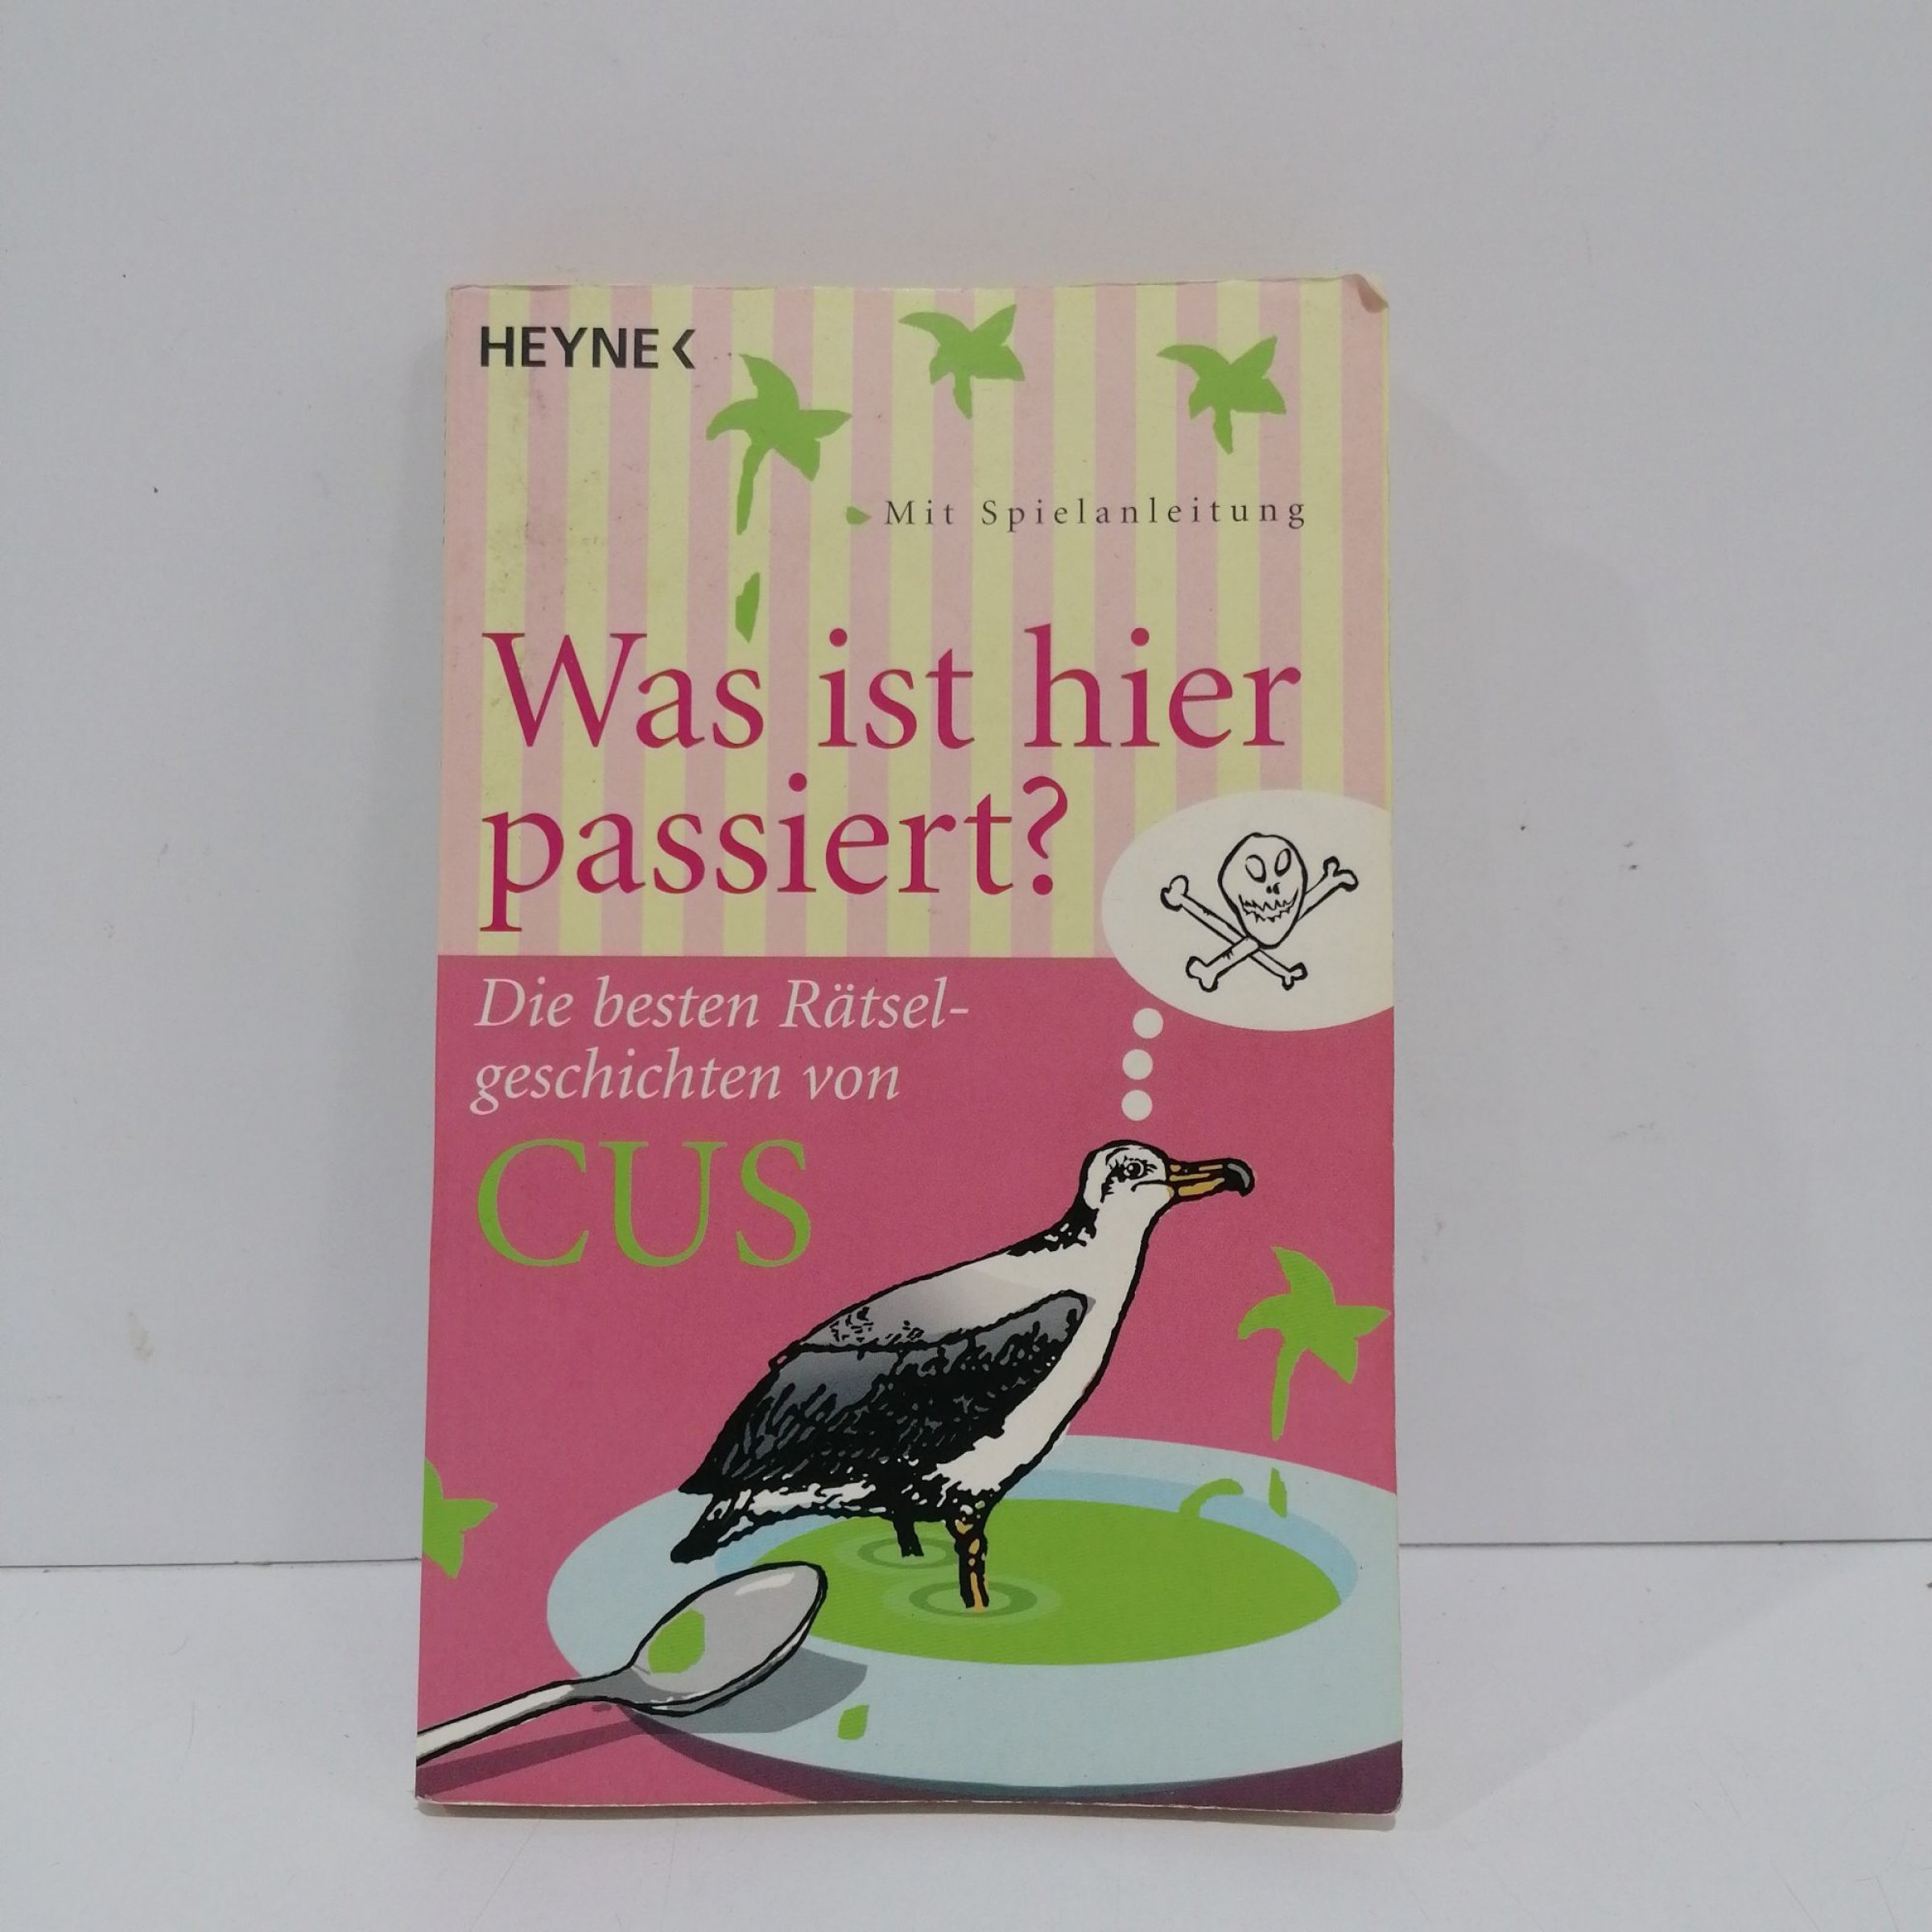 HEYNE<
Mit Spielanleitung
Was ist hier
passiert?
Die besten Rätsel-
geschichten von
CUS